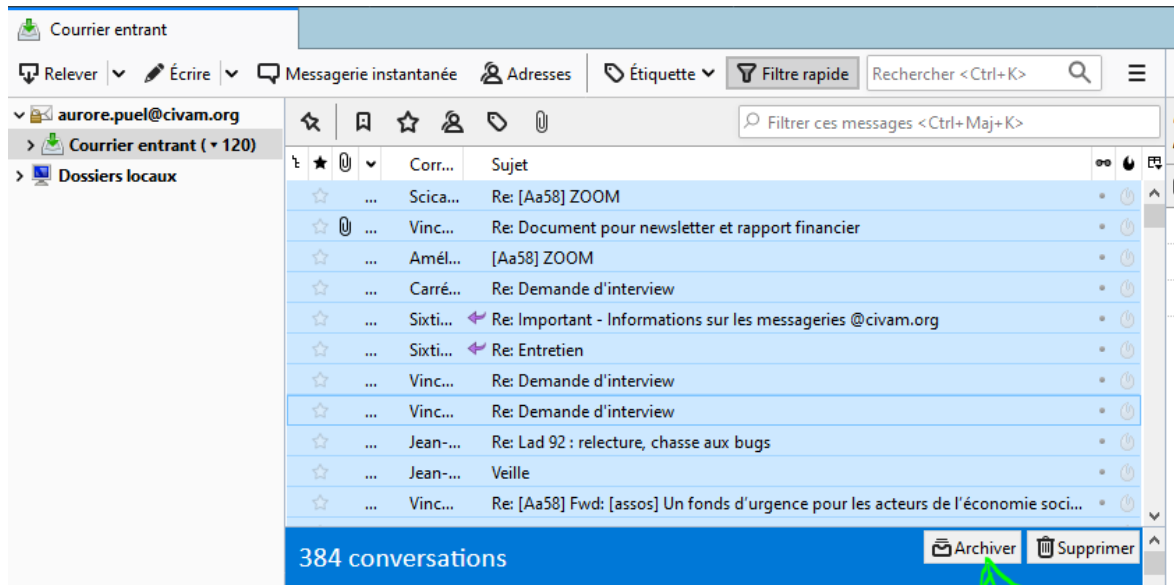 Courrier entrant
Relever Écrire Messagerie instantanée Adresses Étiquette Filtre rapide Rechercher <Ctrl+K>
aurore.puel@civam.org
Filtrer ces messages <Ctrl+Maj+K>
Courrier entrant ( ▾ 120)
Dossiers locaux
Corr... Sujet
... Scica... Re: [Aa58] ZOOM
... Vinc... Re: Document pour newsletter et rapport financier
... Amél... [Aa58] ZOOM
... Carré... Re: Demande d'interview
... Sixti... Re: Important - Informations sur les messageries @civam.org
... Sixti... Re: Entretien
... Vinc... Re: Demande d'interview
... Vinc... Re: Demande d'interview
... Jean-... Re: Lad 92 : relecture, chasse aux bugs
... Jean-... Veille
... Vinc... Re: [Aa58] Fwd: [assos] Un fonds d'urgence pour les acteurs de l'économie soci...
384 conversations Archiver Supprimer